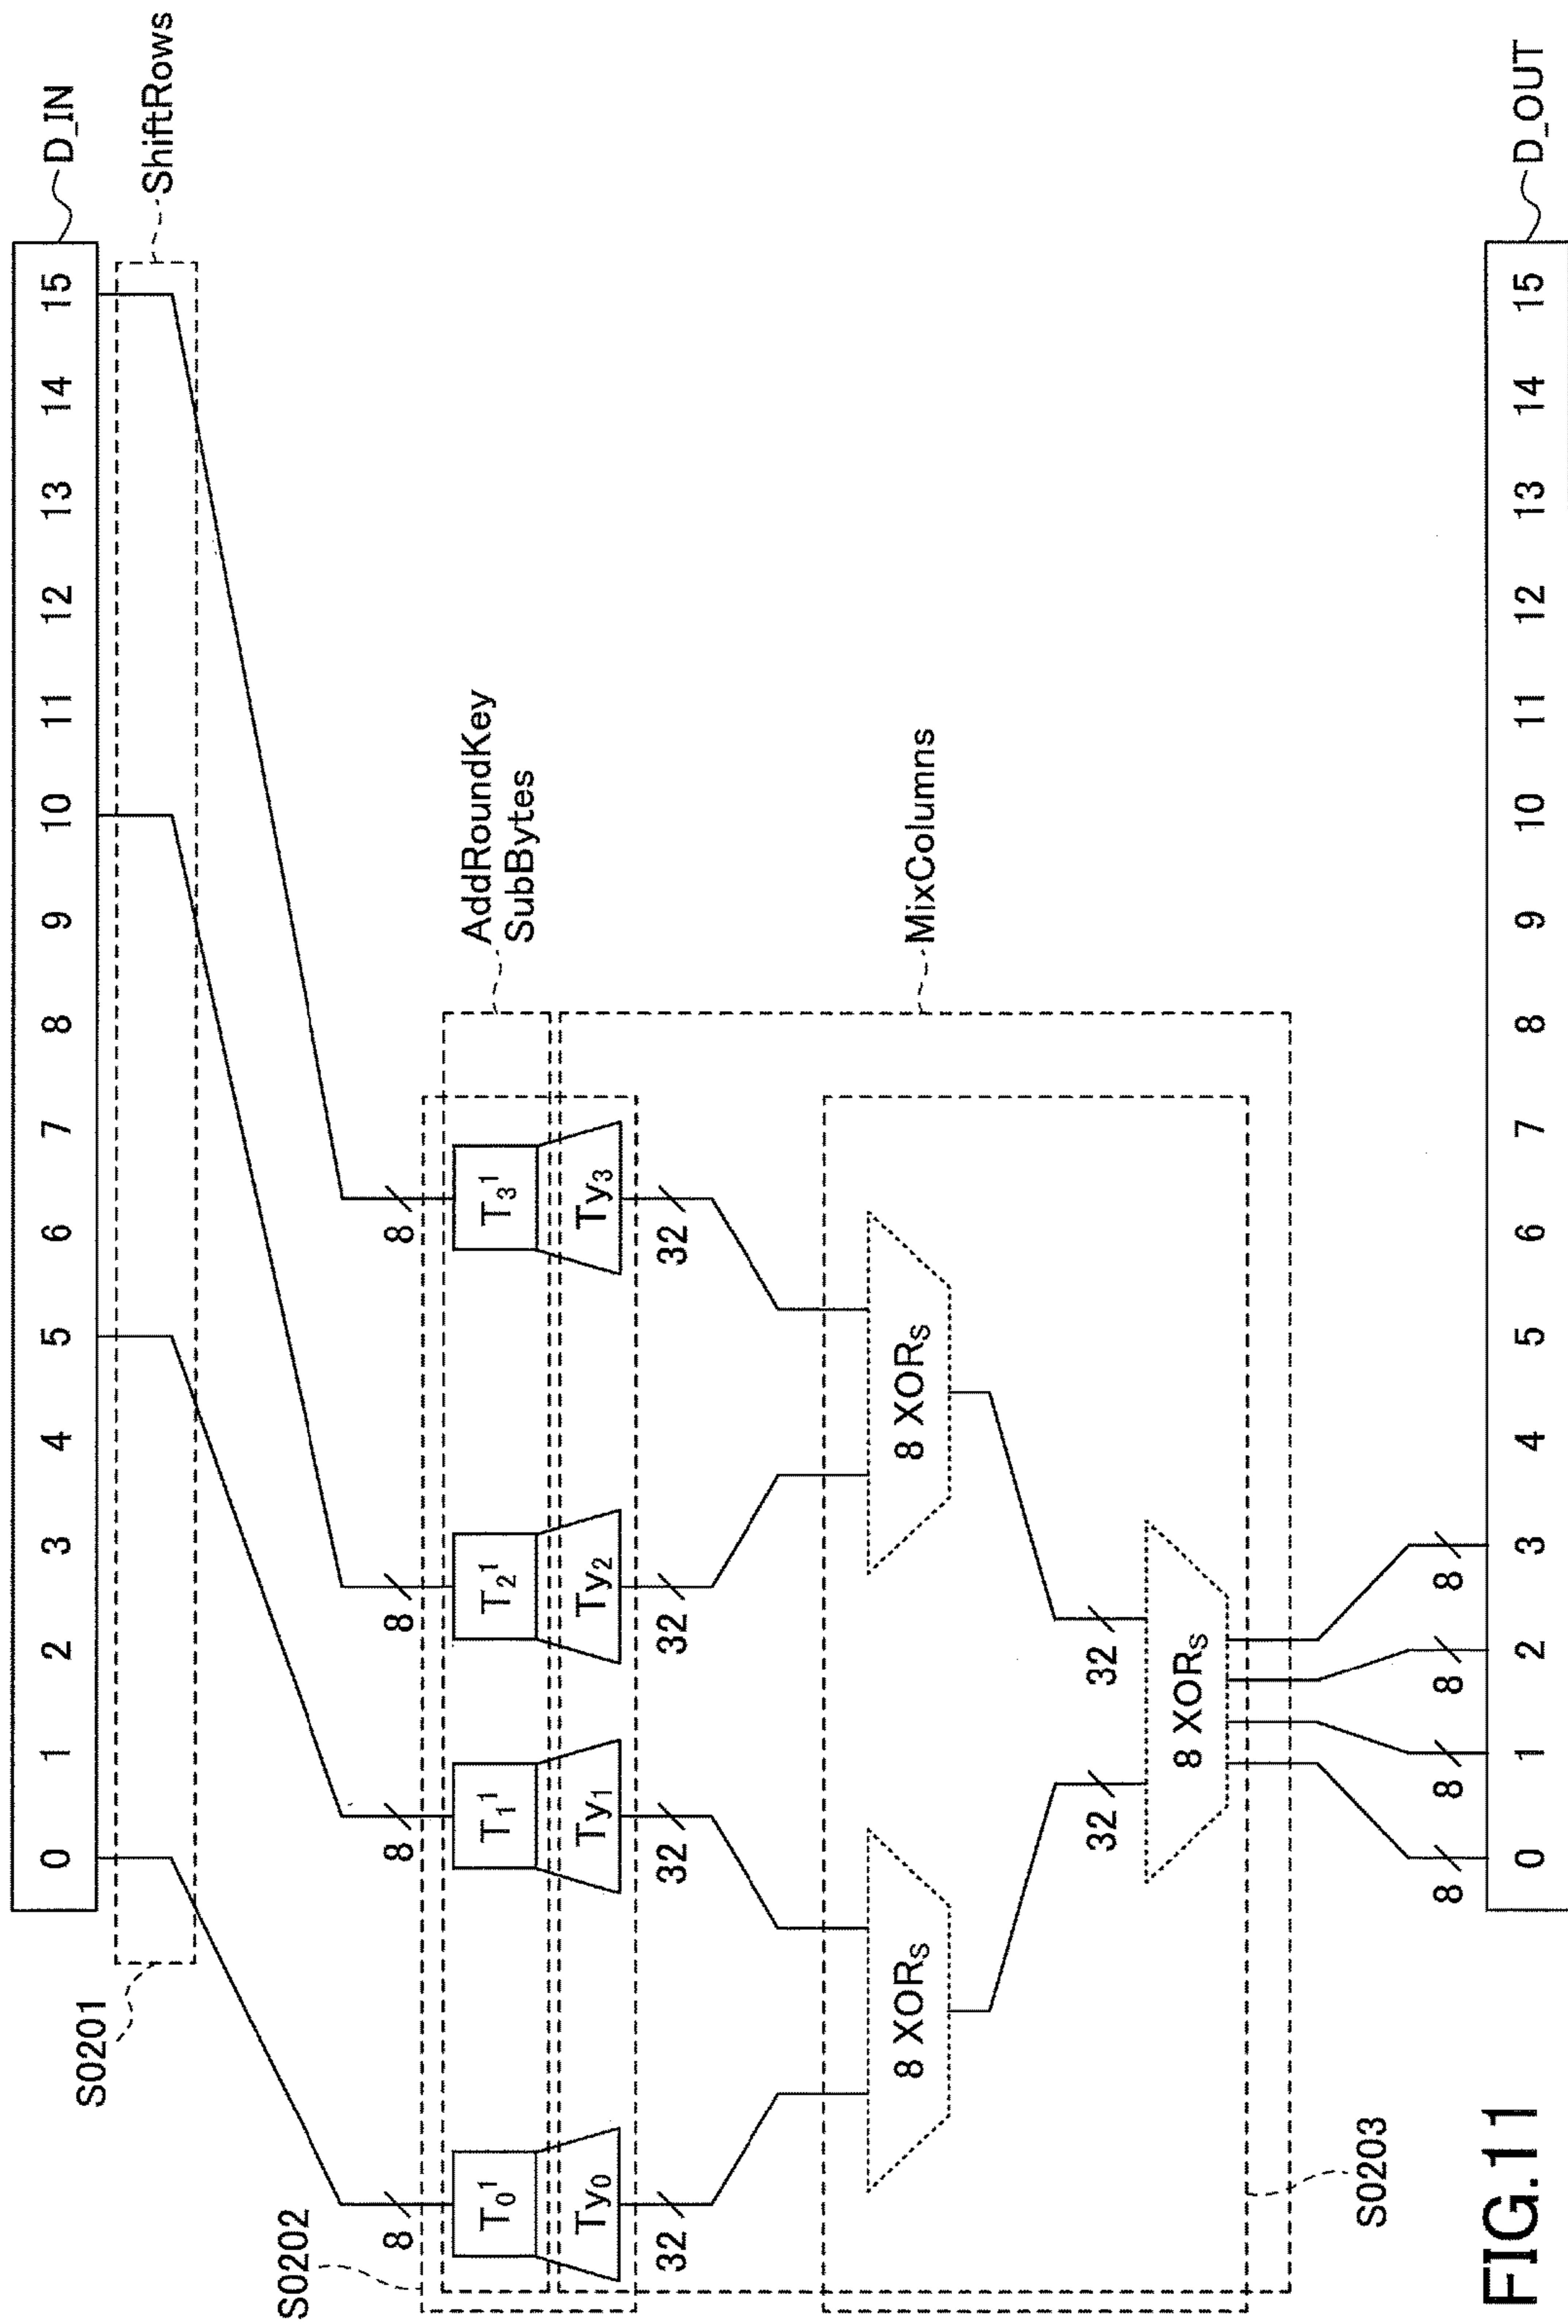 D_IN
0 1 2 3 4 5 6 7 8 9 10 11 12 13 14 15
S0201
ShiftRows
S0202
AddRoundKey
SubBytes
8 8 8 8
T₀¹ T₁¹ T₂¹ T₃¹
Ty₀ Ty₁ Ty₂ Ty₃
32 32 32 32
MixColumns
8 XORS 8 XORS
32 32
8 XORS
S0203
8 8 8 8
0 1 2 3 4 5 6 7 8 9 10 11 12 13 14 15
D_OUT
FIG.11